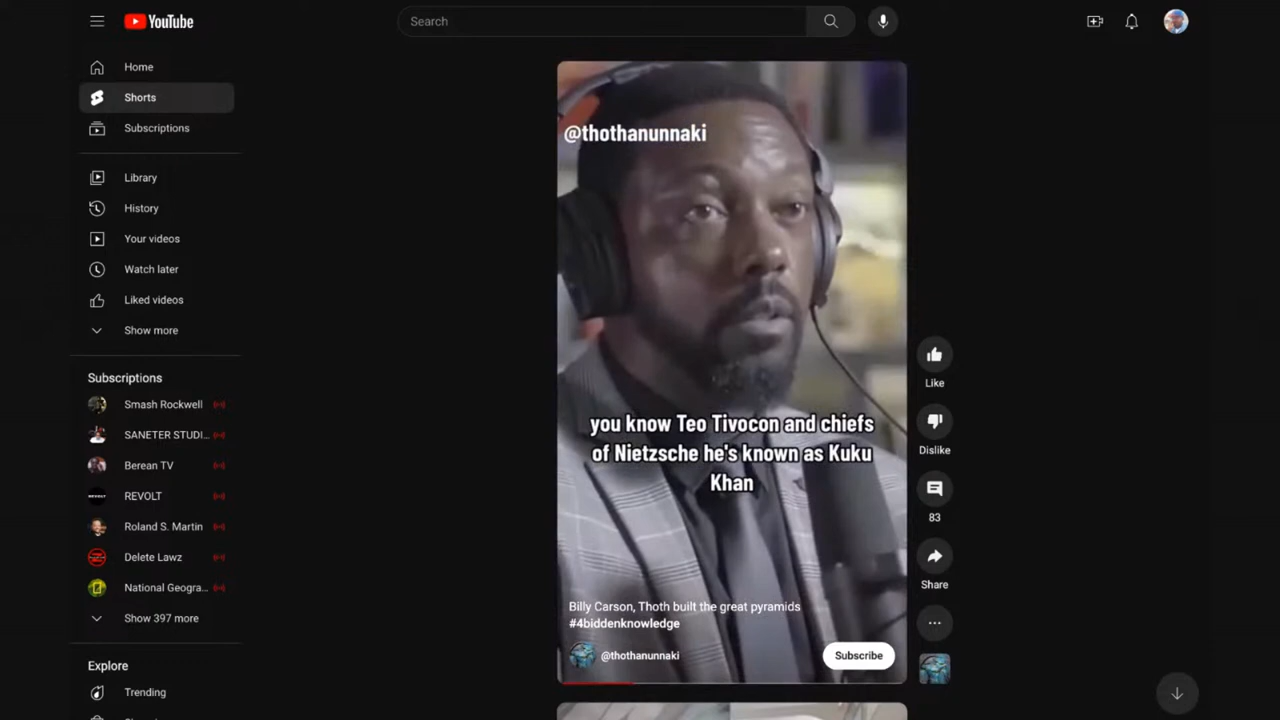 YouTube
Search
Home
Shorts
Subscriptions
Library
History
Your videos
Watch later
Liked videos
Show more
Subscriptions
Smash Rockwell
SANETER STUDI...
Berean TV
REVOLT
REVOLT
Roland S. Martin
Delete Lawz
National Geogra...
Show 397 more
Explore
Trending
@thothanunnaki
you know Teo Tivocon and chiefs
of Nietzsche he's known as Kuku
Khan
Billy Carson, Thoth built the great pyramids
#4biddenknowledge
@thothanunnaki
Subscribe
Like
Dislike
83
Share